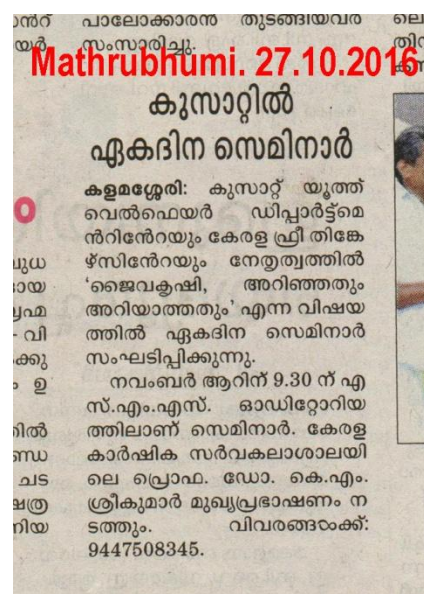 ൻറ് പാലോക്കാരൻ തുടങ്ങിയവർ
യർ സംസാരിച്ചു.
Mathrubhumi. 27.10.2016
കുസാറ്റിൽ
ഏകദിന സെമിനാർ
കളമശ്ശേരി: കുസാറ്റ് യൂത്ത്
വെൽഫെയർ ഡിപ്പാർട്ട്മെ
ൻറിൻേറയും കേരള ഫ്രീ തിങ്കേ
ഴ്സിൻേറയും നേതൃത്വത്തിൽ
‘ജൈവകൃഷി, അറിഞ്ഞതും
അറിയാത്തതും’ എന്ന വിഷയ
ത്തിൽ ഏകദിന സെമിനാർ
സംഘടിപ്പിക്കുന്നു.
നവംബർ ആറിന് 9.30 ന് എ
സ്.എം.എസ്. ഓഡിറ്റോറിയ
ത്തിലാണ് സെമിനാർ. കേരള
കാർഷിക സർവകലാശാലയി
ലെ പ്രൊഫ. ഡോ. കെ.എം.
ശ്രീകുമാർ മുഖ്യപ്രഭാഷണം ന
ടത്തും. വിവരങ്ങൾക്ക്:
9447508345.